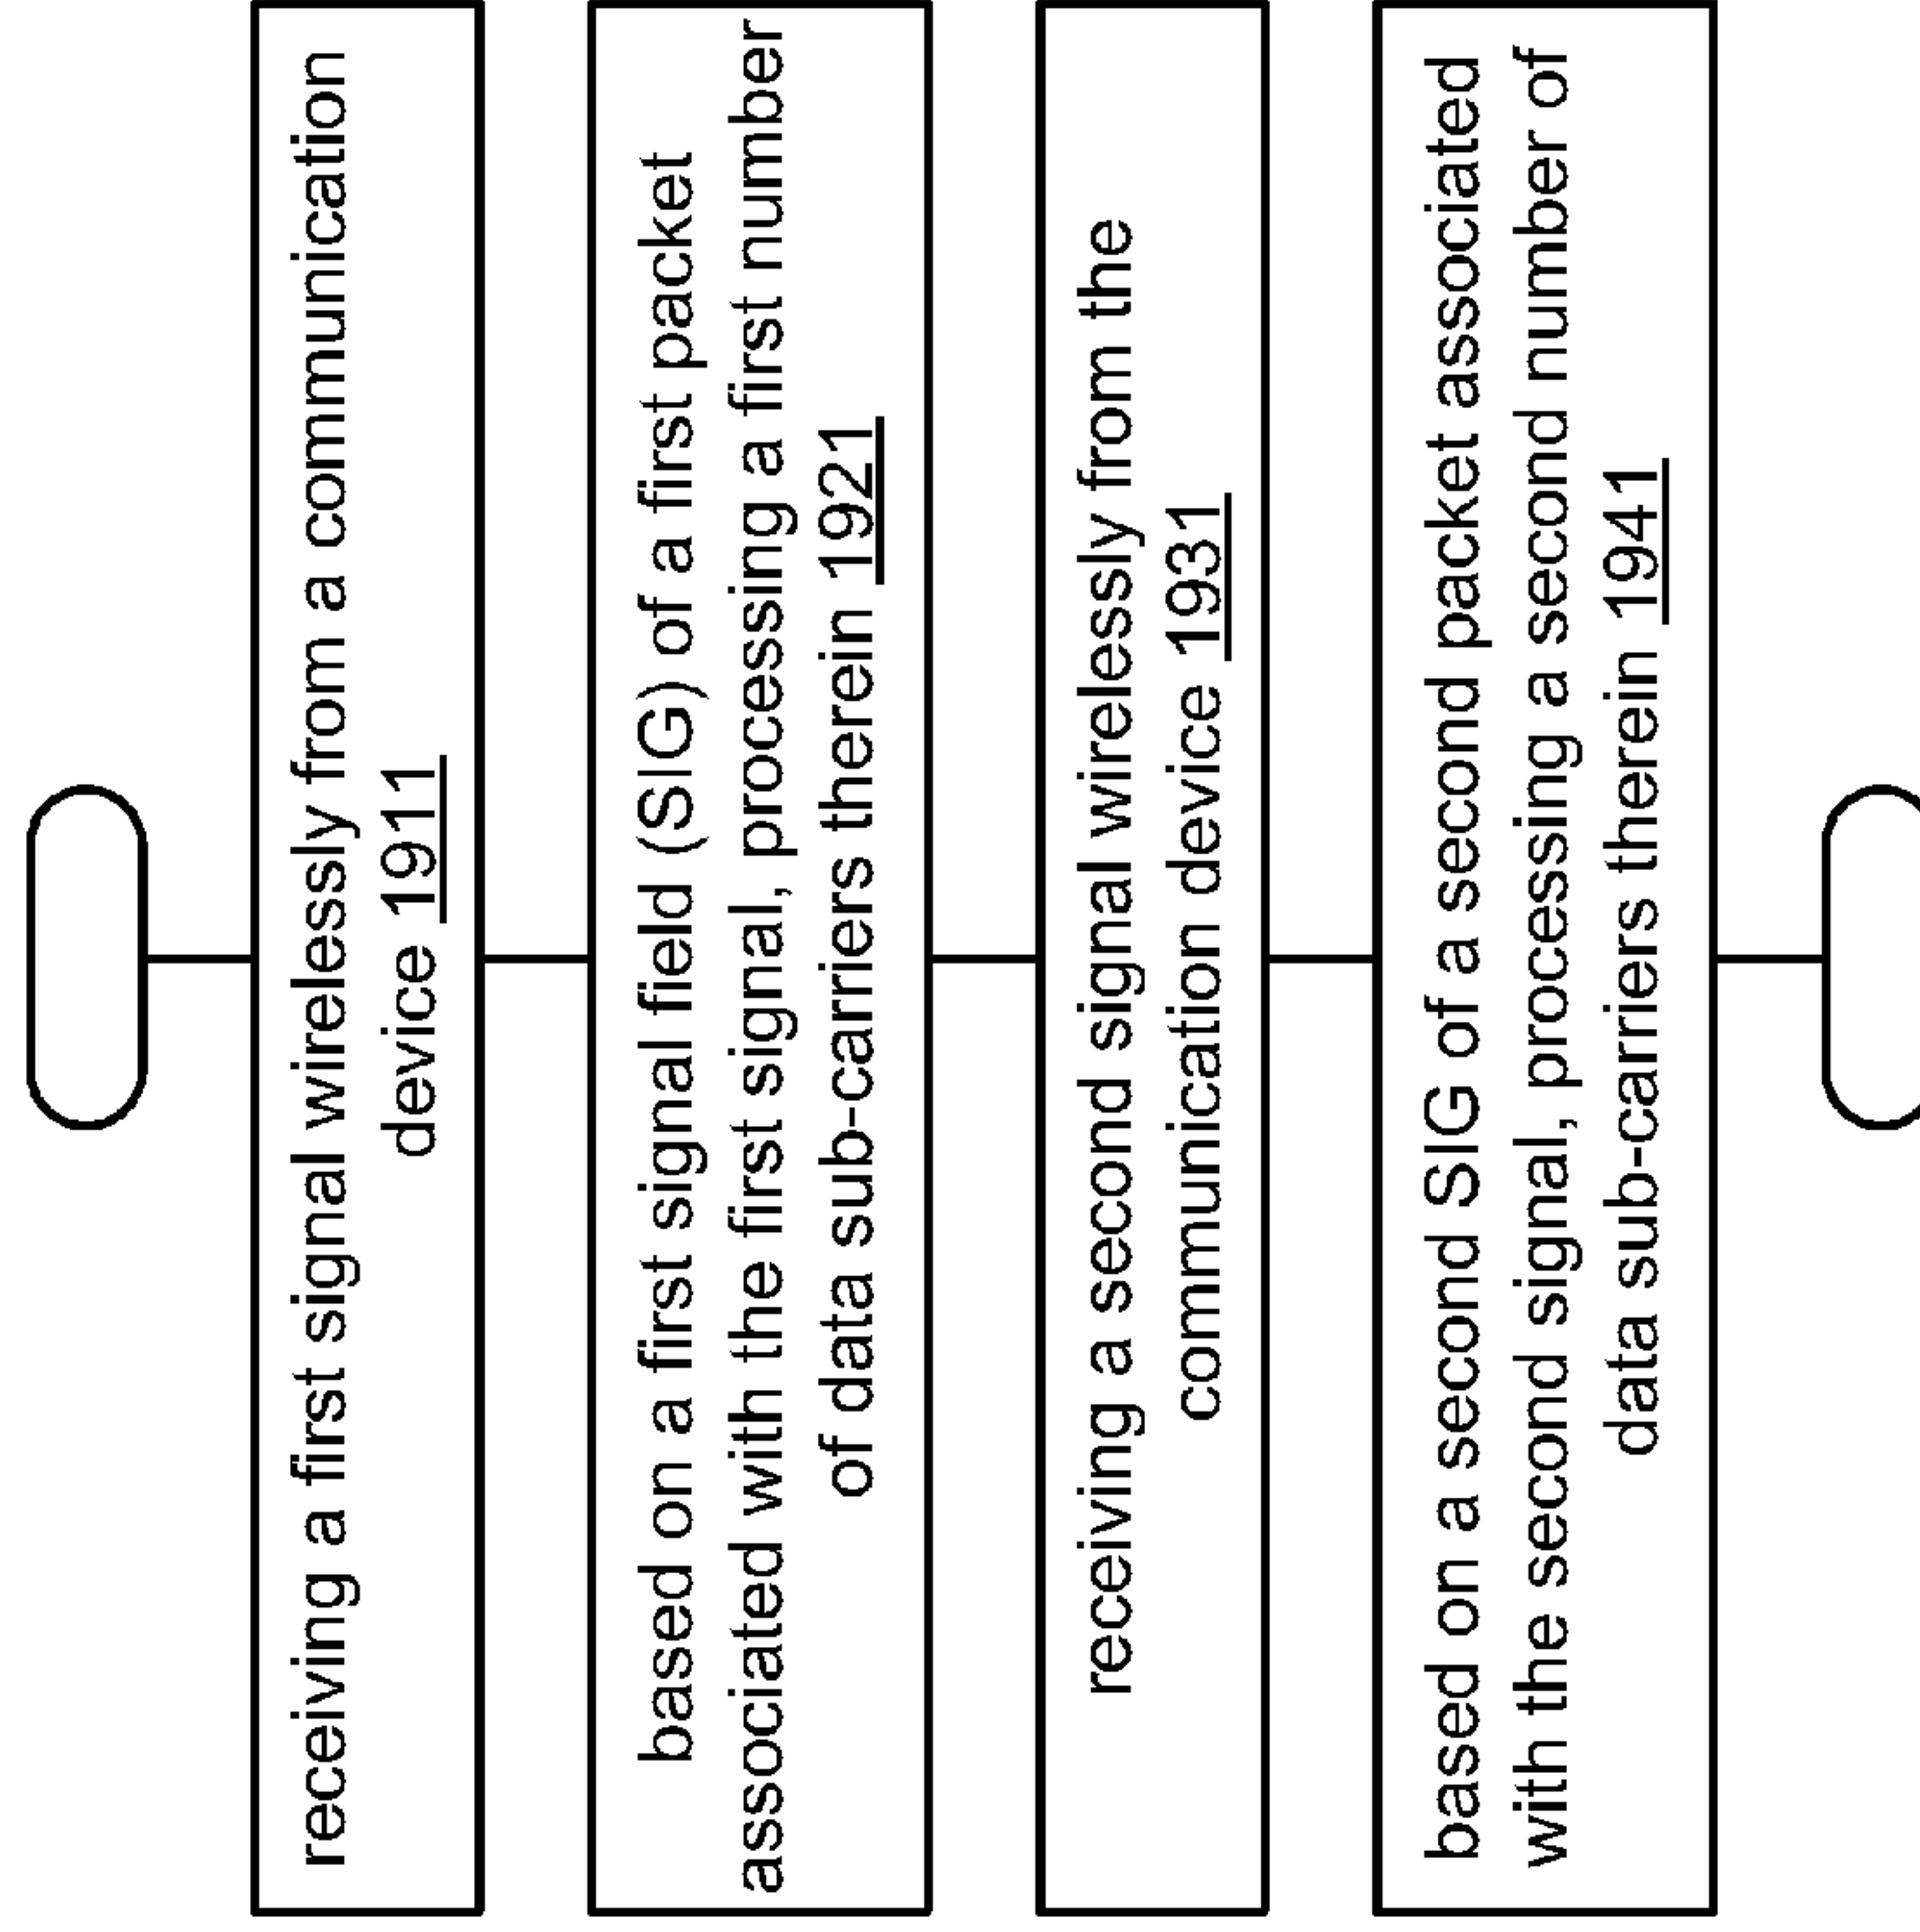 receiving a first signal wirelessly from a communication
device 1911
based on a first signal field (SIG) of a first packet
associated with the first signal, processing a first number
of data sub-carriers therein 1921
receiving a second signal wirelessly from the
communication device 1931
based on a second SIG of a second packet associated
with the second signal, processing a second number of
data sub-carriers therein 1941